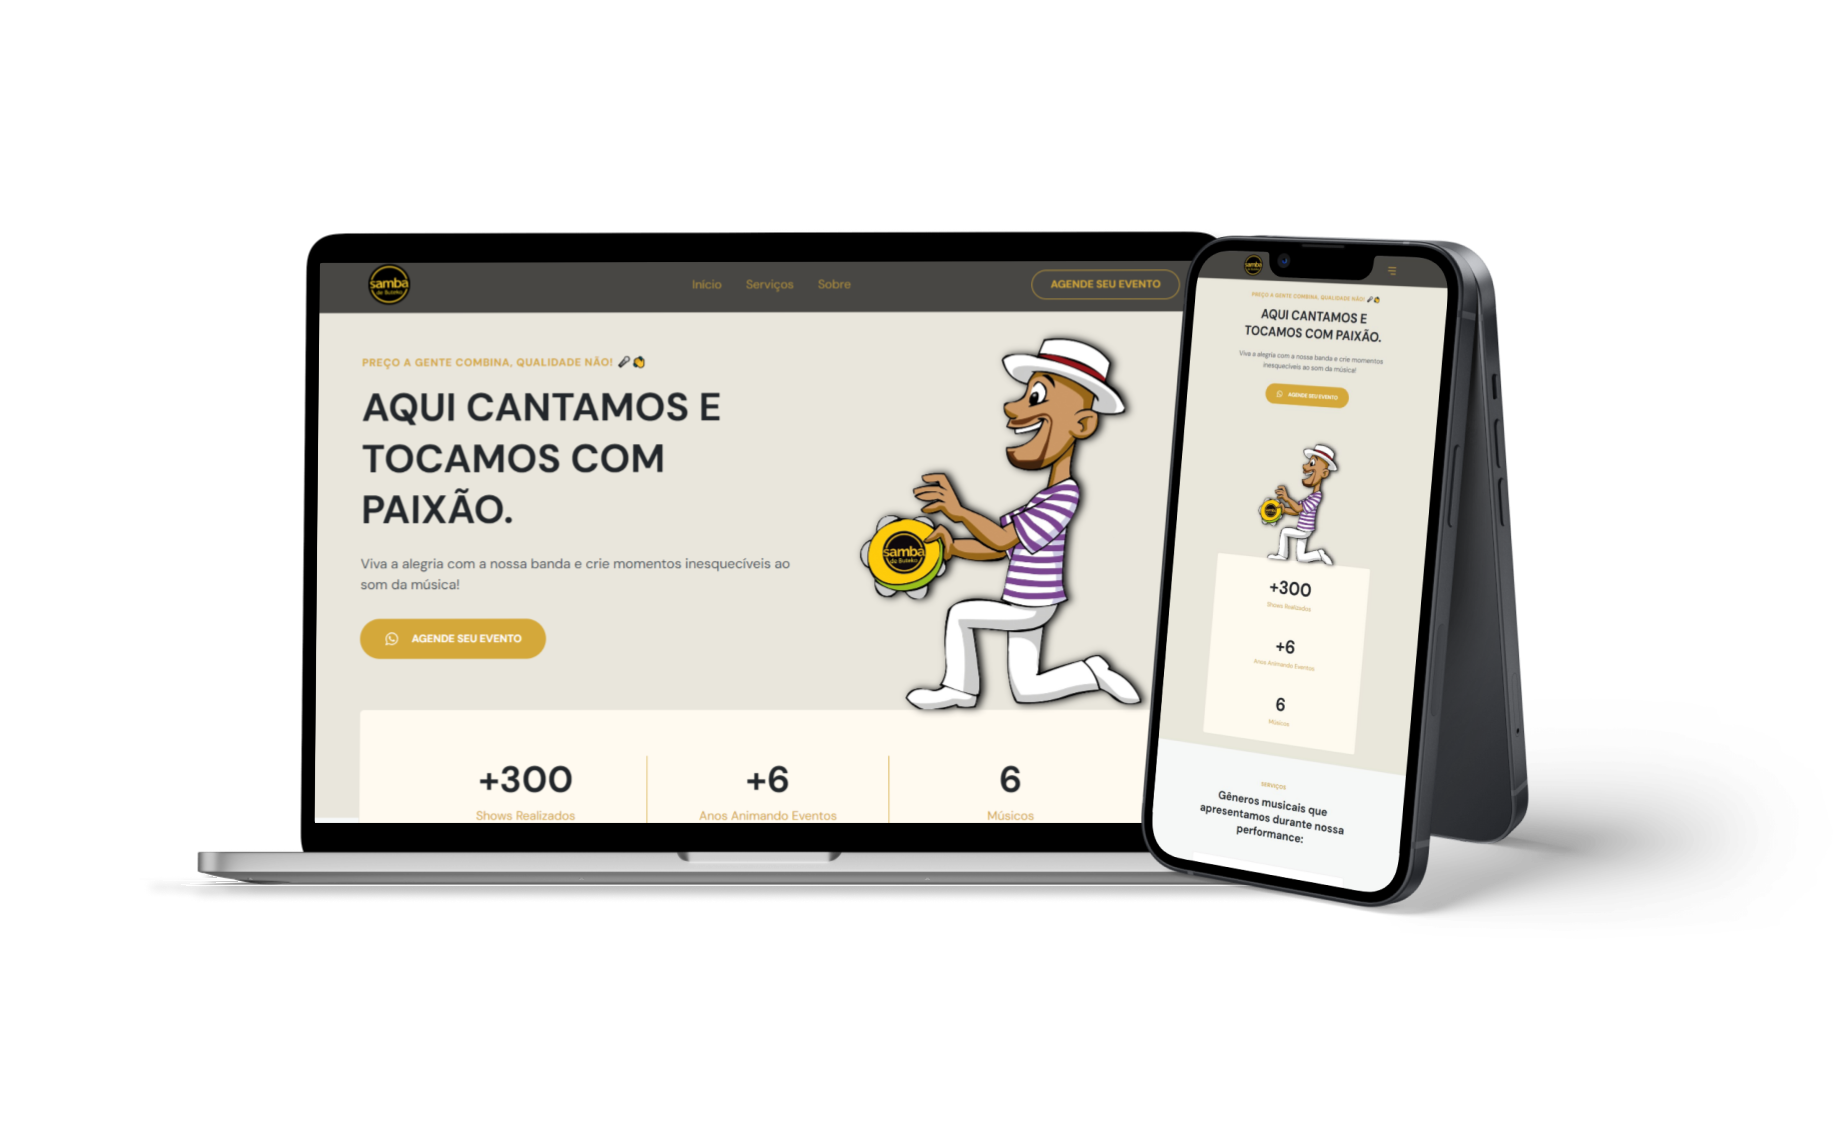 samba
de Buteko
Início Serviços Sobre
AGENDE SEU EVENTO
PREÇO A GENTE COMBINA, QUALIDADE NÃO!
AQUI CANTAMOS E
TOCAMOS COM
PAIXÃO.
Viva a alegria com a nossa banda e crie momentos inesquecíveis ao
som da música!
AGENDE SEU EVENTO
samba
de Buteko
+300
Shows Realizados
+6
Anos Animando Eventos
6
Músicos
samba
PREÇO A GENTE COMBINA, QUALIDADE NÃO!
AQUI CANTAMOS E
TOCAMOS COM PAIXÃO.
Viva a alegria com a nossa banda e crie momentos
inesquecíveis ao som da música!
AGENDE SEU EVENTO
samba
+300
Shows Realizados
+6
Anos Animando Eventos
6
Músicos
SERVIÇOS
Gêneros musicais que
apresentamos durante nossa
performance: